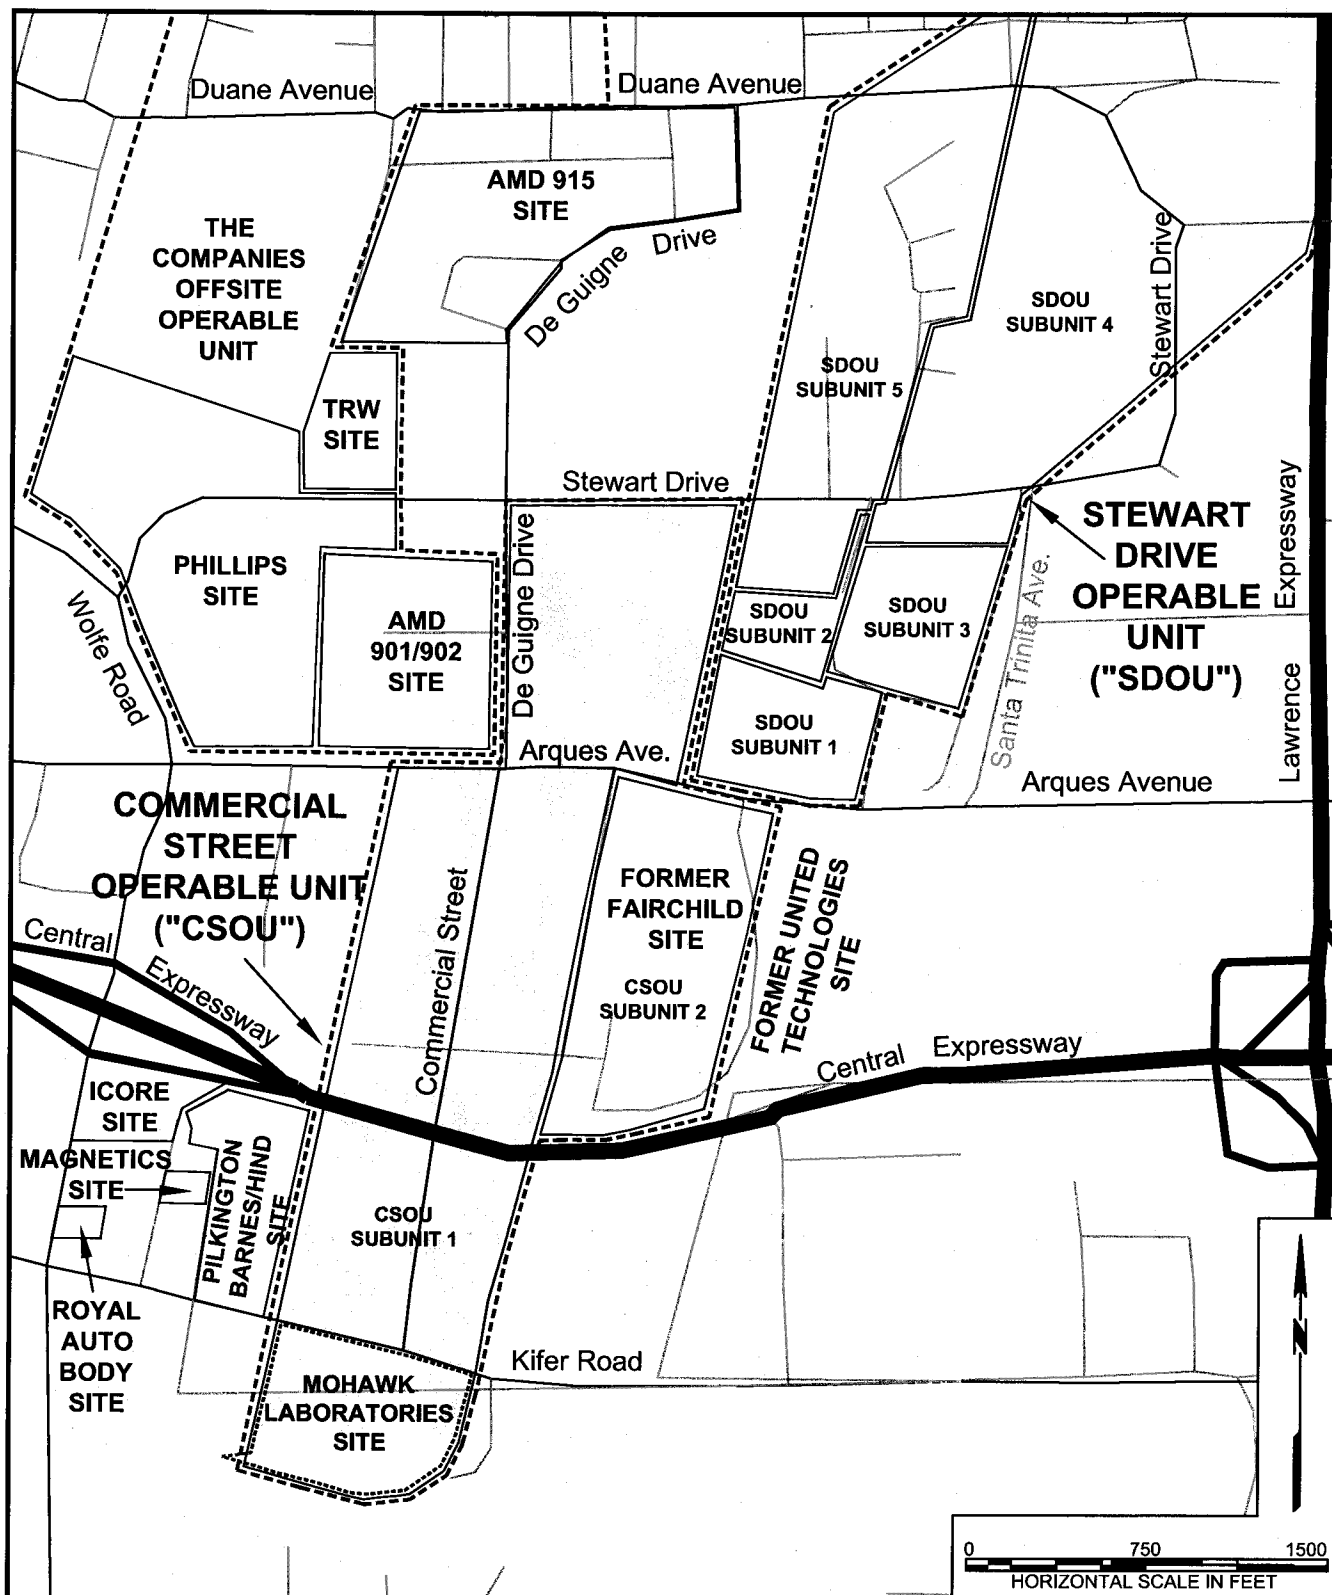 Duane Avenue
Duane Avenue
AMD 915
SITE
THE
COMPANIES
OFFSITE
OPERABLE
UNIT
De Guigne
Drive
Stewart Drive
SDOU
SUBUNIT 4
SDOU
SUBUNIT 5
TRW
SITE
Stewart Drive
STEWART
DRIVE
OPERABLE
UNIT
("SDOU")
Lawrence
Expressway
PHILLIPS
SITE
De Guigne Drive
Santa Trinita Ave.
Wolfe Road
AMD
901/902
SITE
SDOU
SUBUNIT 2
SDOU
SUBUNIT 3
SDOU
SUBUNIT 1
Arques Ave.
Arques Avenue
COMMERCIAL
STREET
OPERABLE UNIT
("CSOU")
Commercial Street
FORMER
FAIRCHILD
SITE
CSOU
SUBUNIT 2
FORMER UNITED
TECHNOLOGIES
SITE
Central
Expressway
Central
Expressway
ICORE
SITE
MAGNETICS
SITE
PILKINGTON
BARNES/HIND
SITE
CSOU
SUBUNIT 1
ROYAL
AUTO
BODY
SITE
Kifer Road
MOHAWK
LABORATORIES
SITE
N
0
750
1500
HORIZONTAL SCALE IN FEET